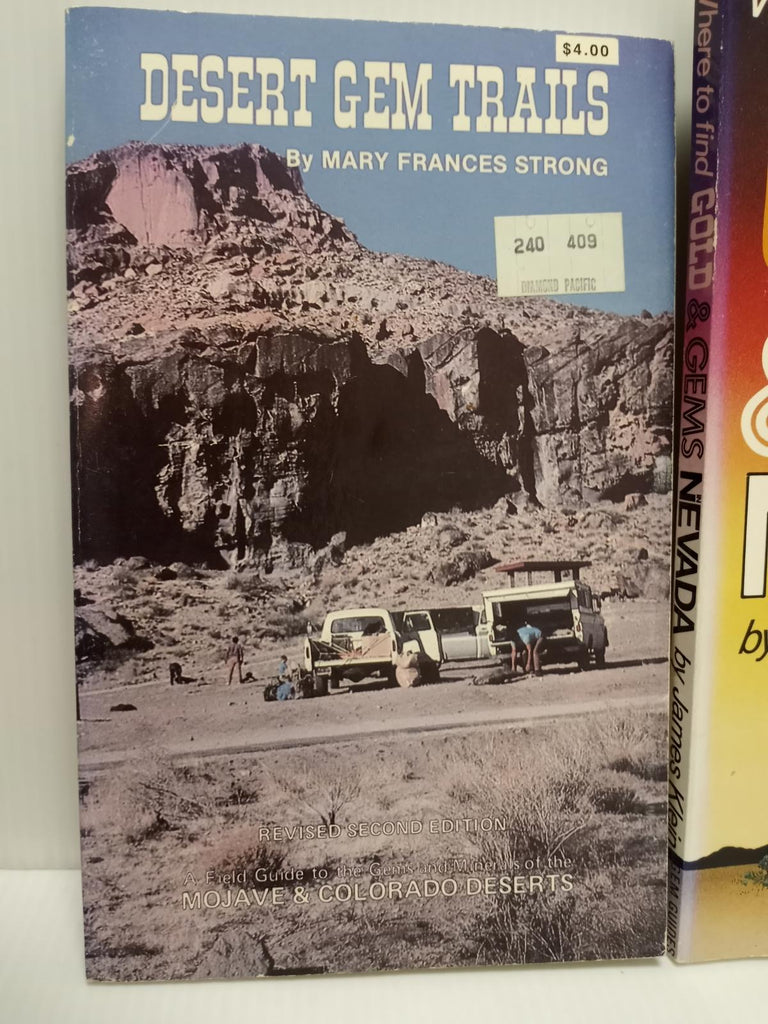 $4.00
DESERT GEM TRAILS
By MARY FRANCES STRONG
240 409
DIAMOND PACIFIC
REVISED SECOND EDITION
A Field Guide to the Gems and Minerals of the
MOJAVE & COLORADO DESERTS
Where to find GOLD & GEMS IN NEVADA by James Klein
&
by